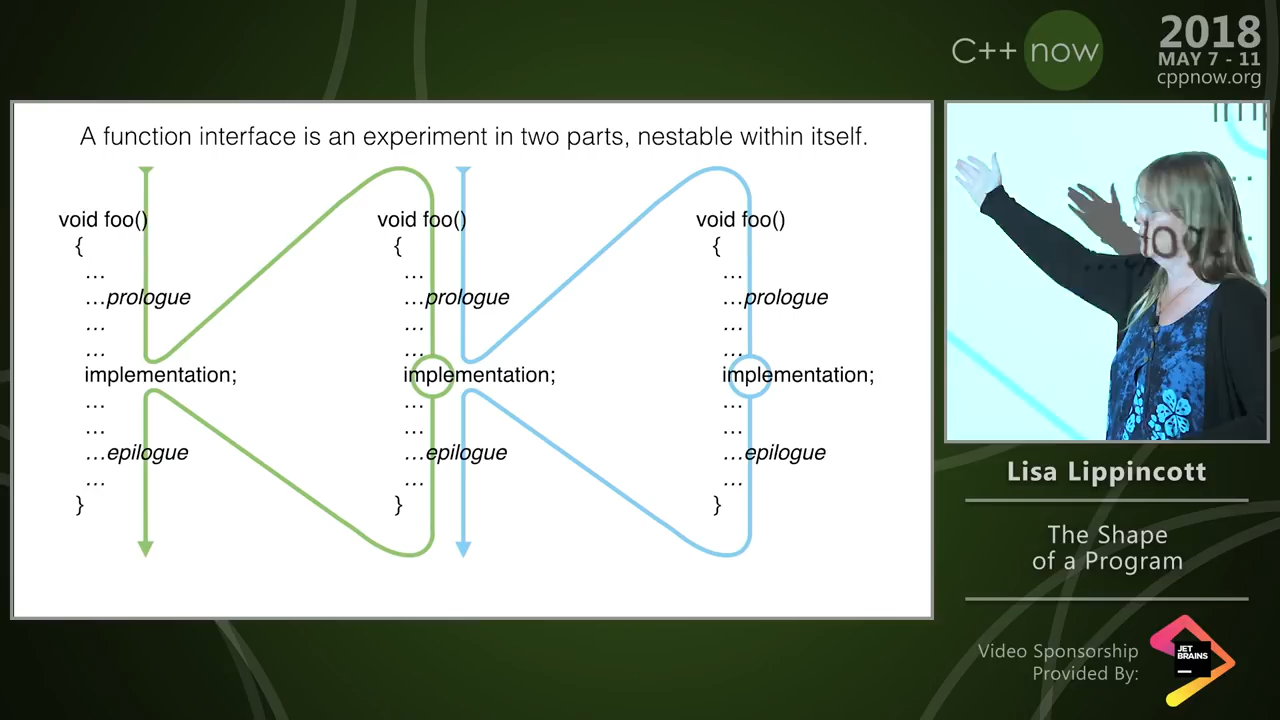 C++ now
2018
MAY 7 - 11
cppnow.org
A function interface is an experiment in two parts, nestable within itself.
void foo()
{
…
…prologue
…
…
implementation;
…
…
…epilogue
…
}
void foo()
{
…
…prologue
…
…
implementation;
…
…
…epilogue
…
}
void foo()
{
…
…prologue
…
…
implementation;
…
…
…epilogue
…
}
Lisa Lippincott
The Shape
of a Program
Video Sponsorship
Provided By:
JET
BRAINS